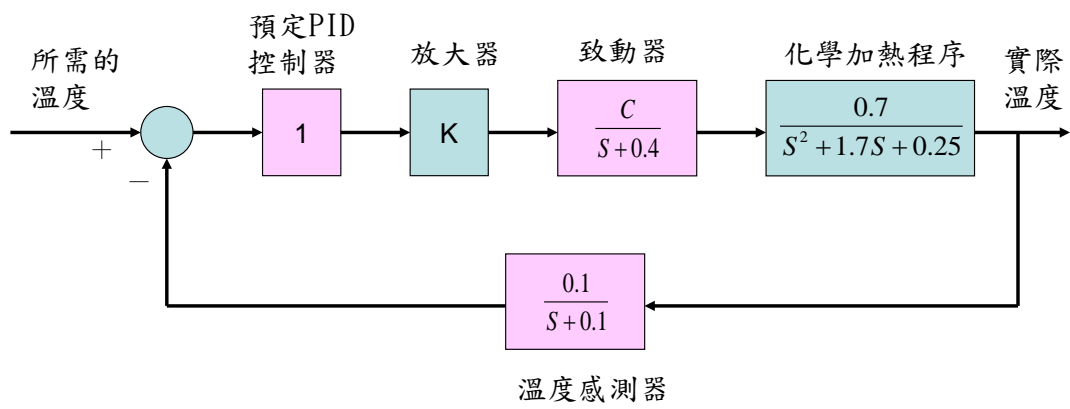 所需的
溫度
預定PID
控制器
放大器
致動器
化學加熱程序
實際
溫度
+
−
1
K
C
S+0.4
0.7
S²+1.7S+0.25
0.1
S+0.1
溫度感測器